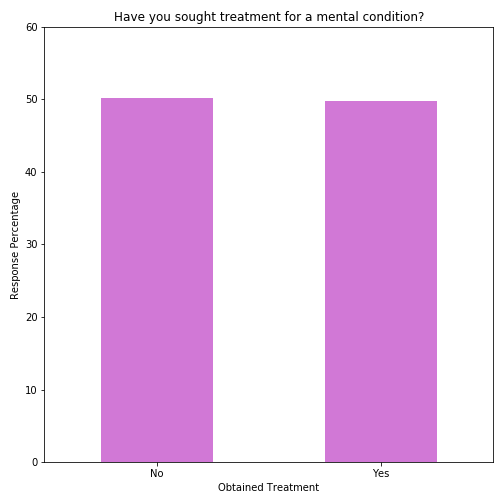 Have you sought treatment for a mental condition?
60
50
40
30
20
10
0
Response Percentage
No Yes
Obtained Treatment